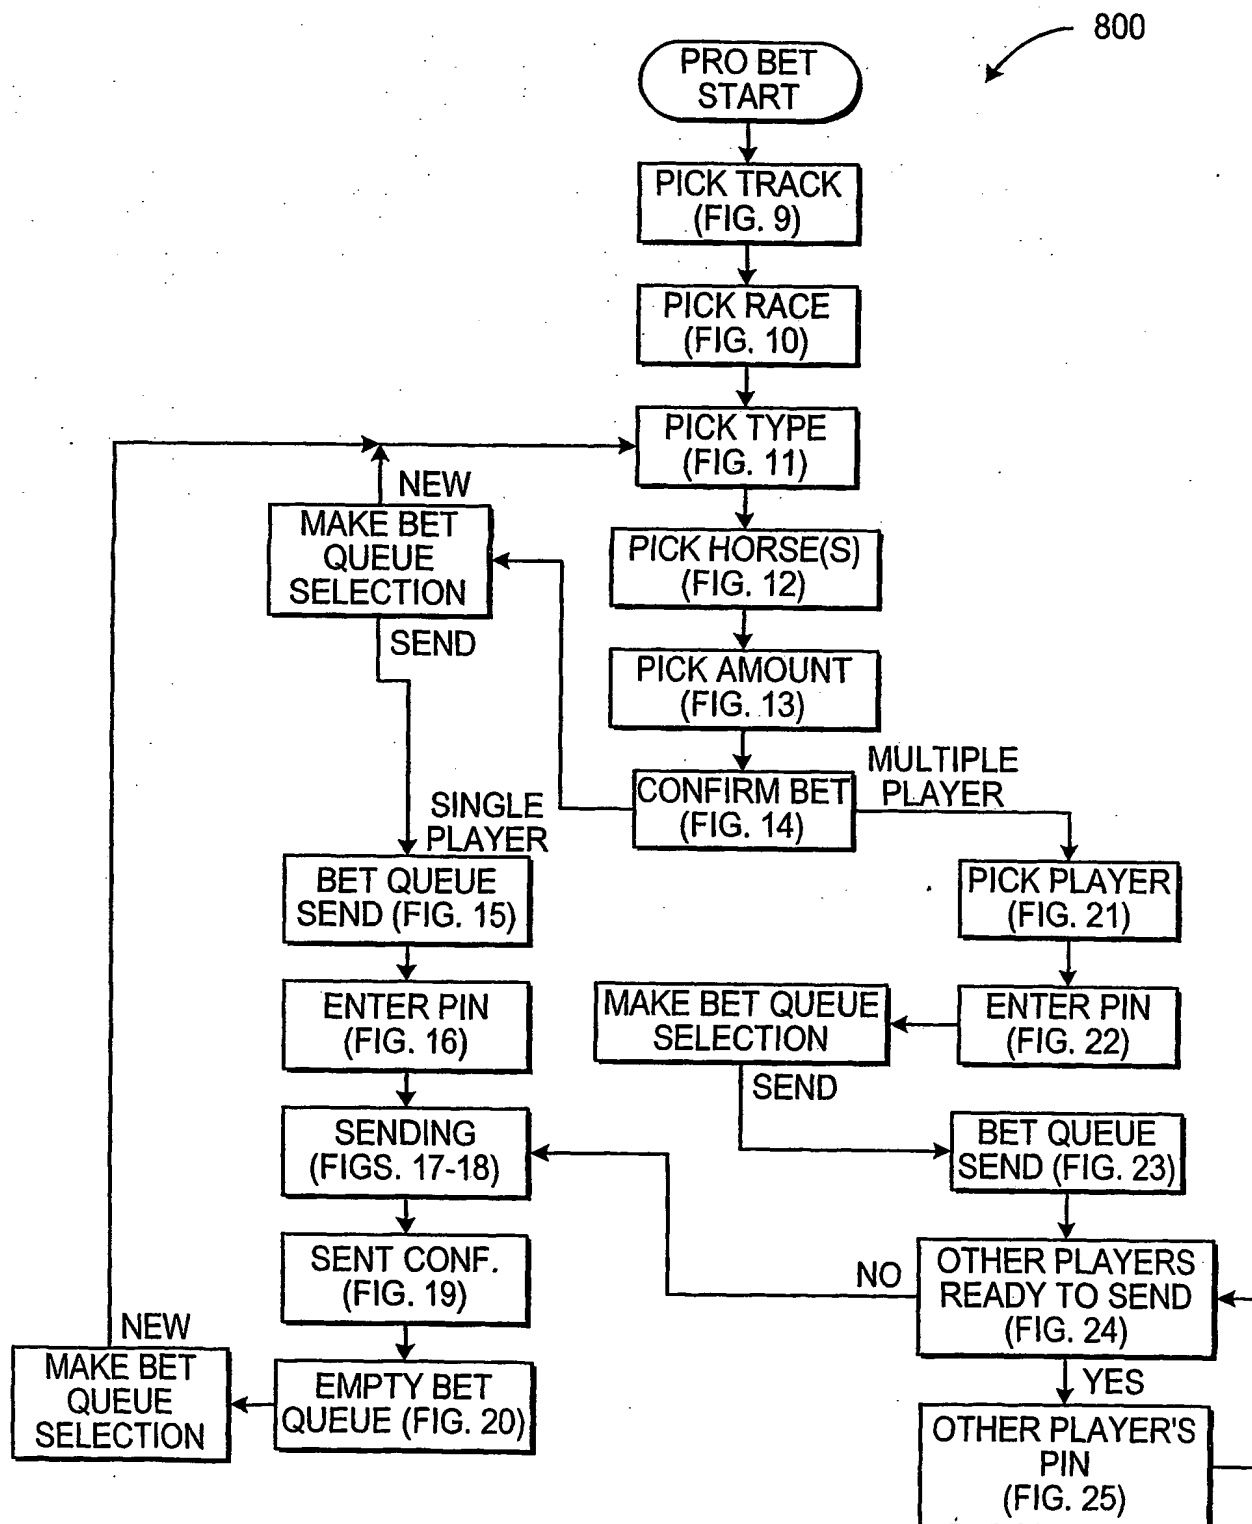 800
PRO BET
START
PICK TRACK
(FIG. 9)
PICK RACE
(FIG. 10)
PICK TYPE
(FIG. 11)
NEW
MAKE BET
QUEUE
SELECTION
SEND
PICK HORSE(S)
(FIG. 12)
PICK AMOUNT
(FIG. 13)
CONFIRM BET
(FIG. 14)
MULTIPLE
PLAYER
SINGLE
PLAYER
BET QUEUE
SEND (FIG. 15)
PICK PLAYER
(FIG. 21)
ENTER PIN
(FIG. 16)
MAKE BET QUEUE
SELECTION
ENTER PIN
(FIG. 22)
SEND
SENDING
(FIGS. 17-18)
BET QUEUE
SEND (FIG. 23)
SENT CONF.
(FIG. 19)
NO
OTHER PLAYERS
READY TO SEND
(FIG. 24)
NEW
MAKE BET
QUEUE
SELECTION
EMPTY BET
QUEUE (FIG. 20)
YES
OTHER PLAYER'S
PIN
(FIG. 25)